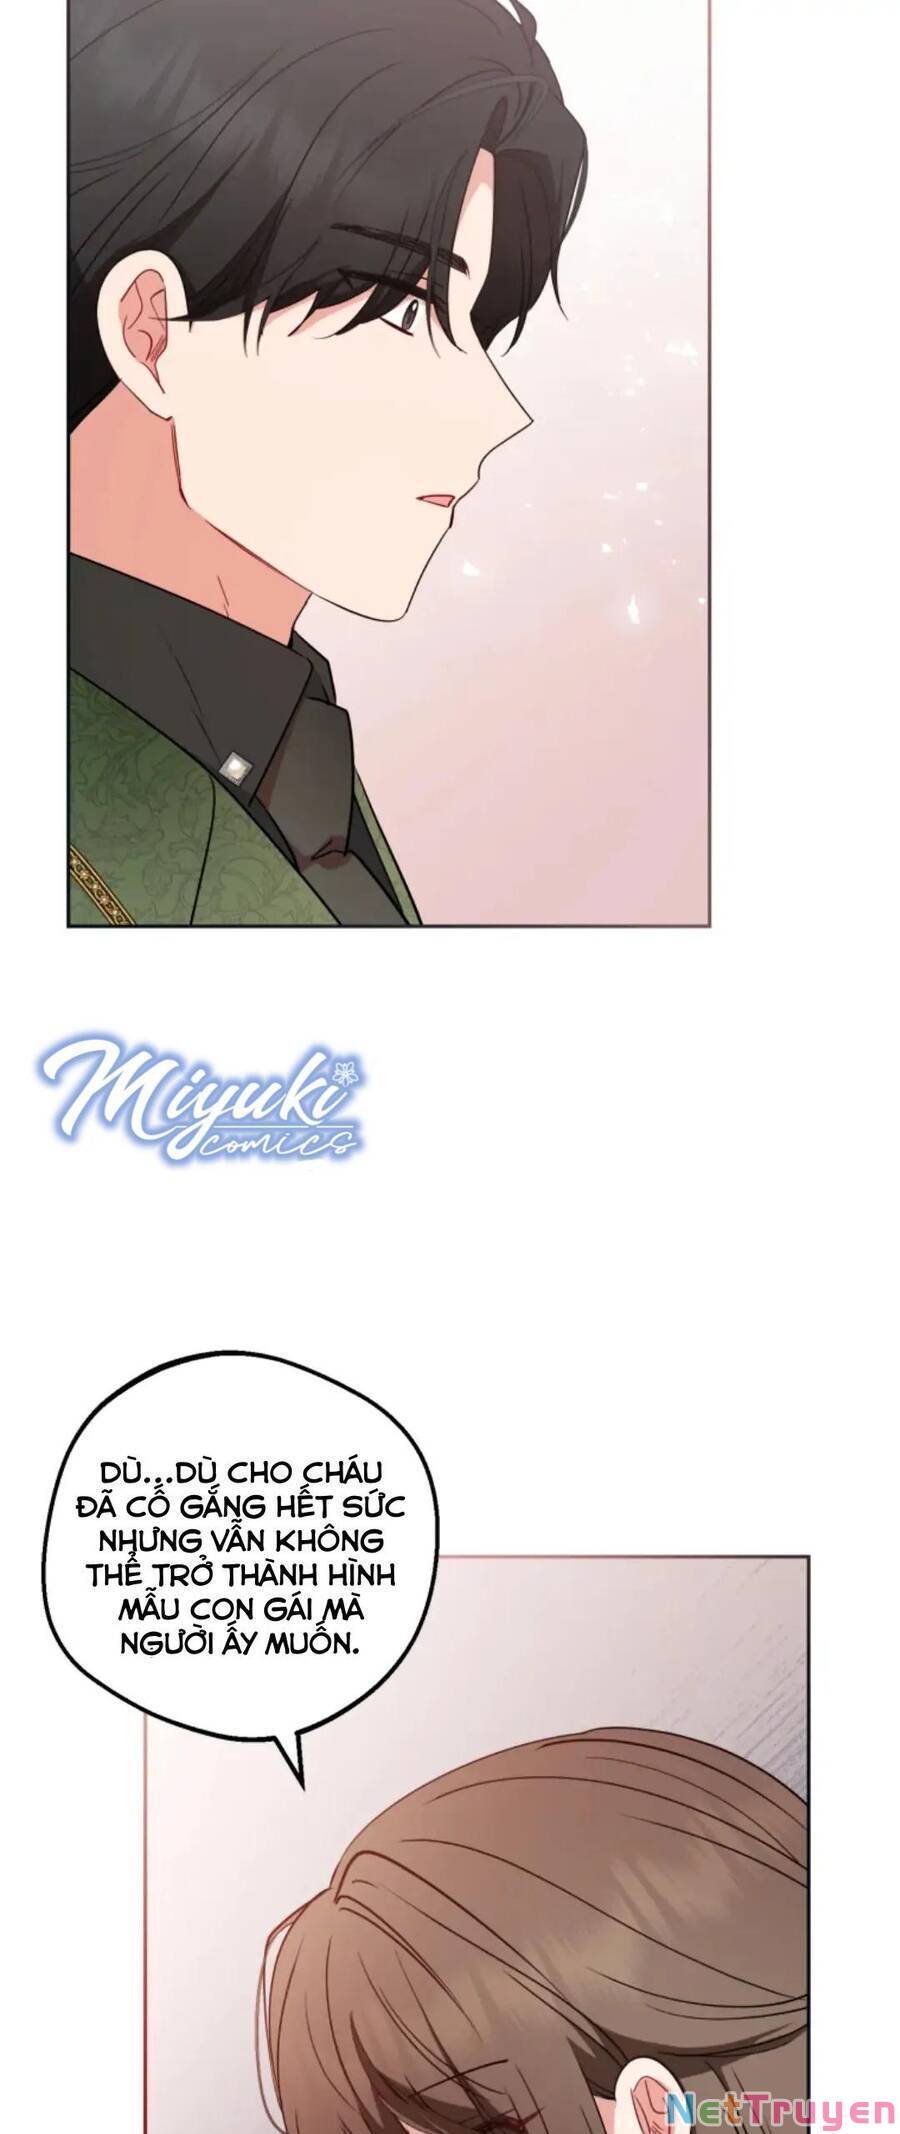 Miyuki
comics
DÙ...DÙ CHO CHÁU
ĐÃ CỐ GẮNG HẾT SỨC
NHƯNG VẪN KHÔNG
THỂ TRỞ THÀNH HÌNH
MẪU CON GÁI MÀ
NGƯỜI ẤY MUỐN.
NetTruyen